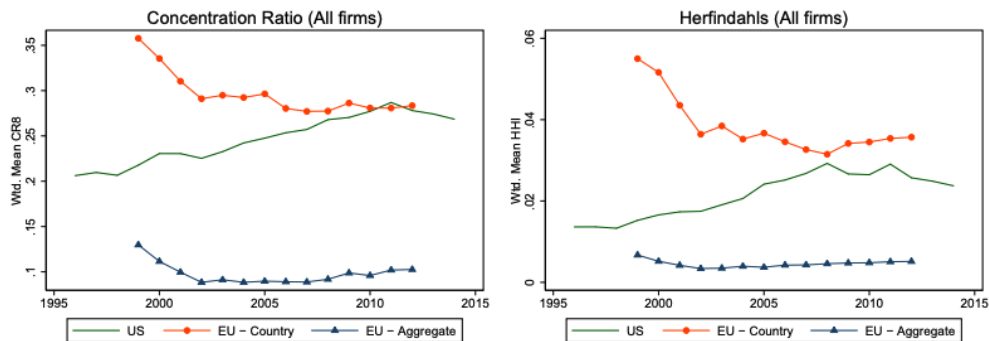 Concentration Ratio (All firms)
Wtd. Mean CR8
.35
.3
.25
.2
.15
.1
1995 2000 2005 2010 2015
US EU − Country EU − Aggregate
Herfindahls (All firms)
Wtd. Mean HHI
.06
.04
.02
0
1995 2000 2005 2010 2015
US EU − Country EU − Aggregate